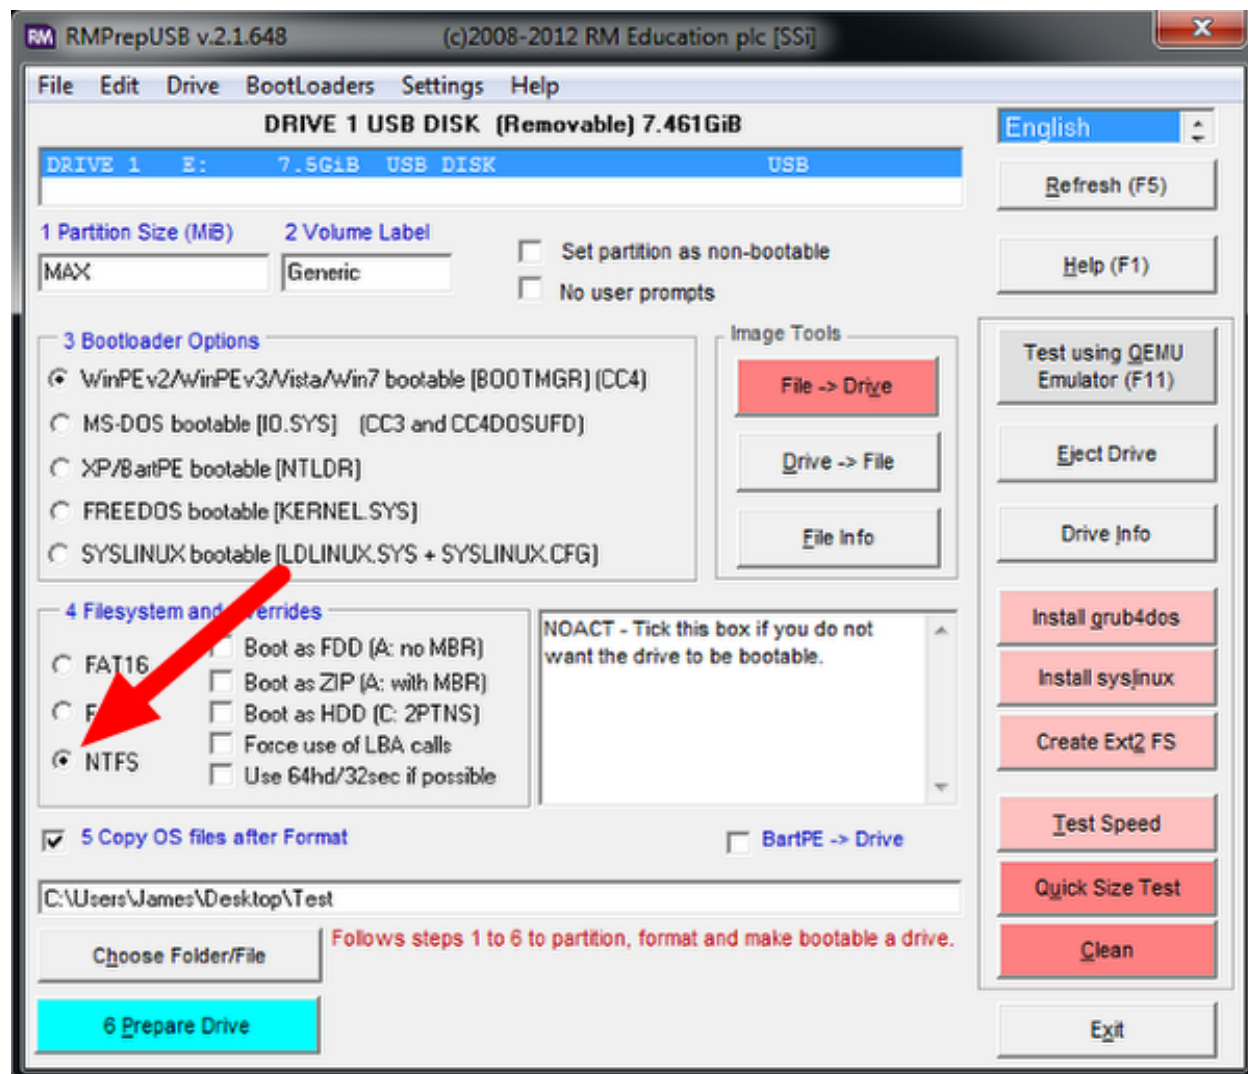 RM RMPrepUSB v.2.1.648 (c)2008-2012 RM Education plc [SSi] X
File Edit Drive BootLoaders Settings Help
DRIVE 1 USB DISK (Removable) 7.461GiB
English
DRIVE 1 E: 7.5GiB USB DISK USB
Refresh (F5)
1 Partition Size (MiB) 2 Volume Label
MAX Generic
Set partition as non-bootable
No user prompts
Help (F1)
3 Bootloader Options
WinPEv2/WinPEv3/Vista/Win7 bootable [BOOTMGR] (CC4)
MS-DOS bootable [IO.SYS] (CC3 and CC4DOSUFD)
XP/BartPE bootable [NTLDR]
FREEDOS bootable [KERNEL.SYS]
SYSLINUX bootable [LDLINUX.SYS + SYSLINUX.CFG]
Image Tools
File -> Drive
Drive -> File
File Info
Test using QEMU
Emulator (F11)
Eject Drive
Drive Info
4 Filesystem and
FAT16
NTFS
Boot as FDD (A: no MBR)
Boot as ZIP (A: with MBR)
Boot as HDD (C: 2PTNS)
Force use of LBA calls
Use 64hd/32sec if possible
NOACT - Tick this box if you do not
want the drive to be bootable.
Install grub4dos
Install syslinux
Create Ext2 FS
Test Speed
Quick Size Test
Clean
5 Copy OS files after Format
BartPE -> Drive
C:\Users\James\Desktop\Test
Choose Folder/File
Follows steps 1 to 6 to partition, format and make bootable a drive.
6 Prepare Drive
Exit